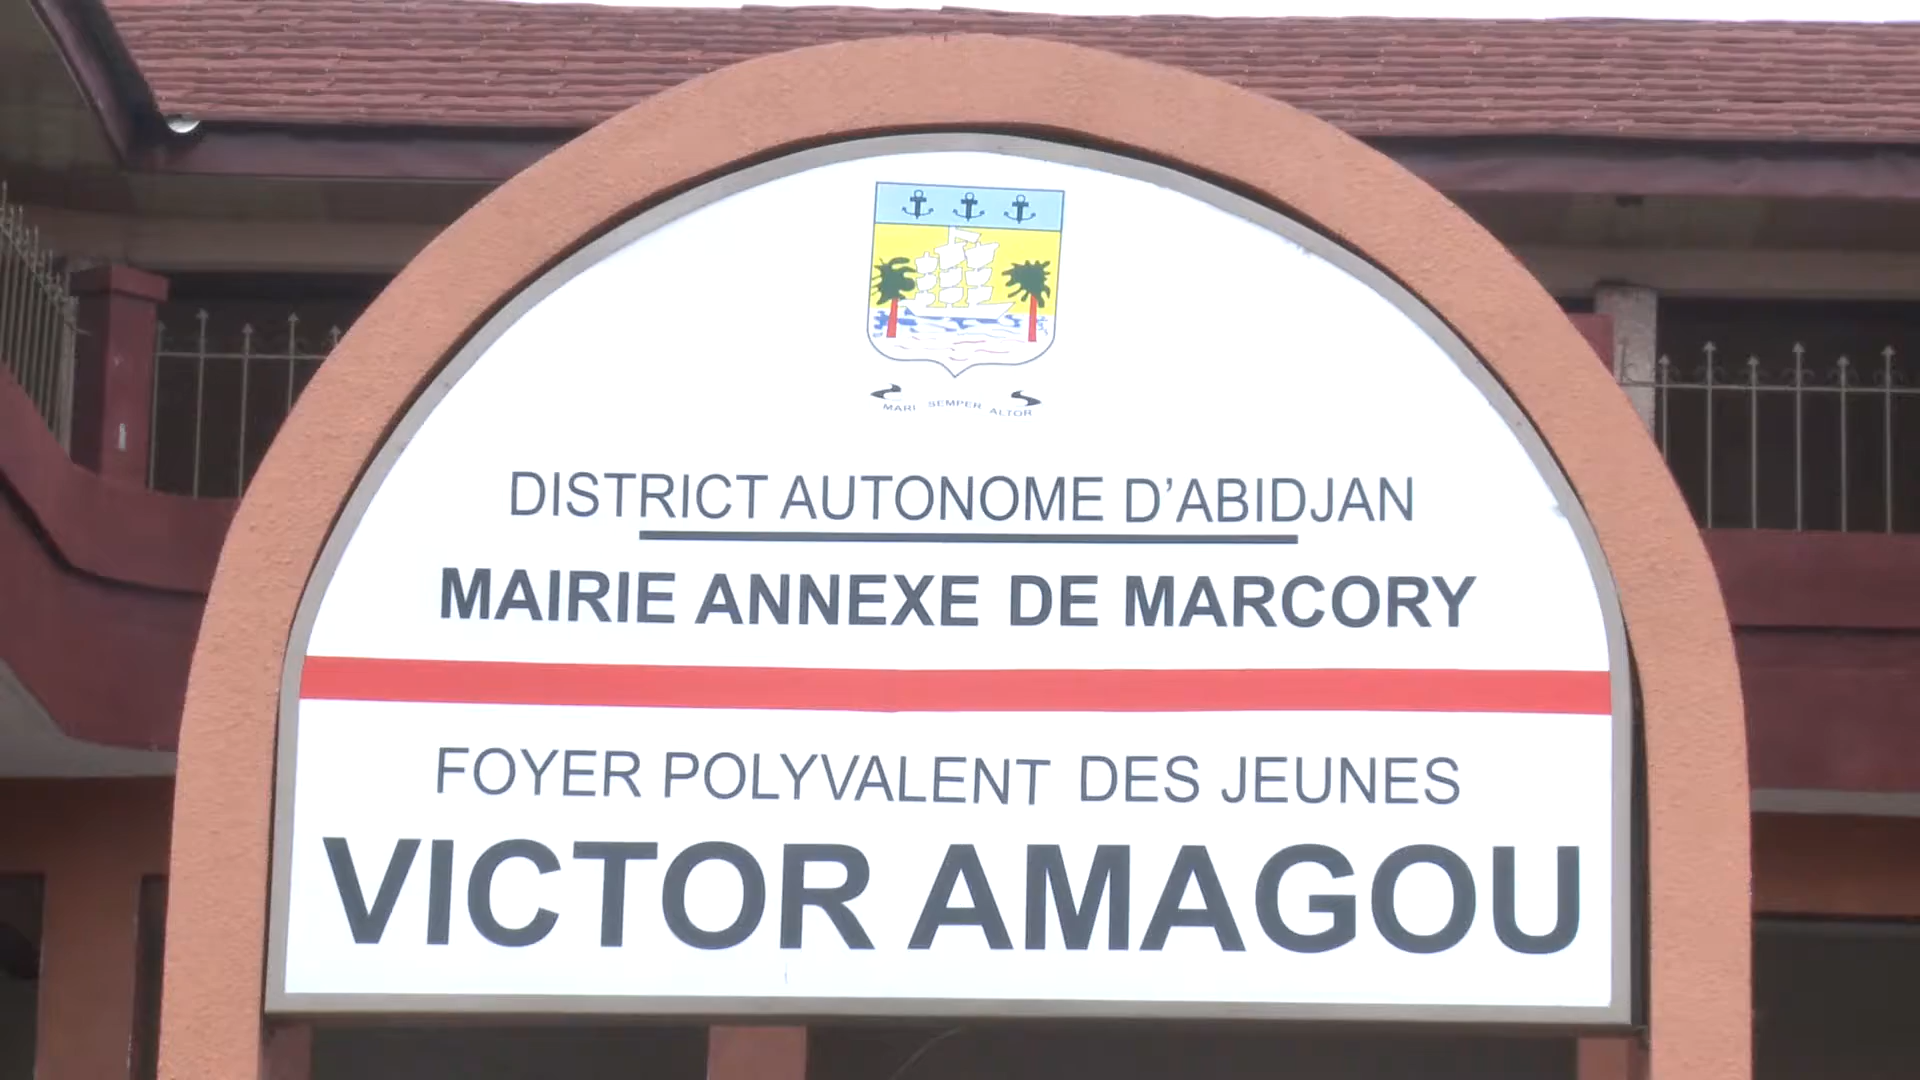 MARI SEMPER ALTOR
DISTRICT AUTONOME D'ABIDJAN
MAIRIE ANNEXE DE MARCORY
FOYER POLYVALENT DES JEUNES
VICTOR AMAGOU